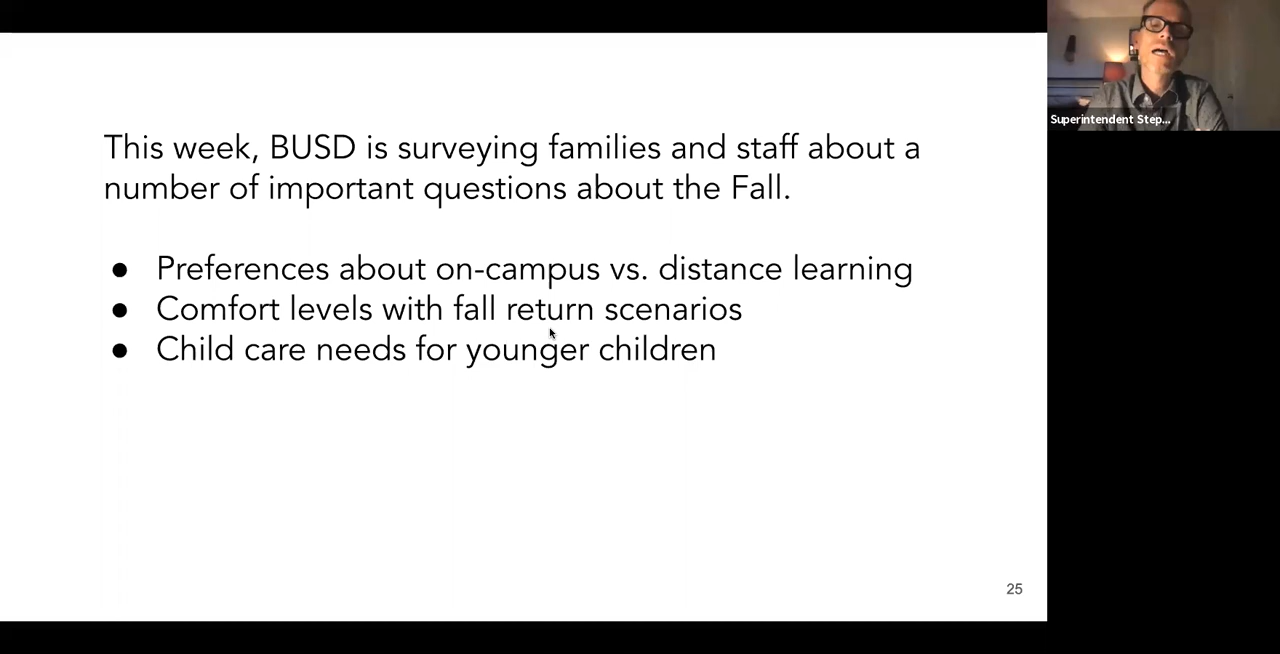 This week, BUSD is surveying families and staff about a
number of important questions about the Fall.
● Preferences about on-campus vs. distance learning
● Comfort levels with fall return scenarios
● Child care needs for younger children
25
Superintendent Step...